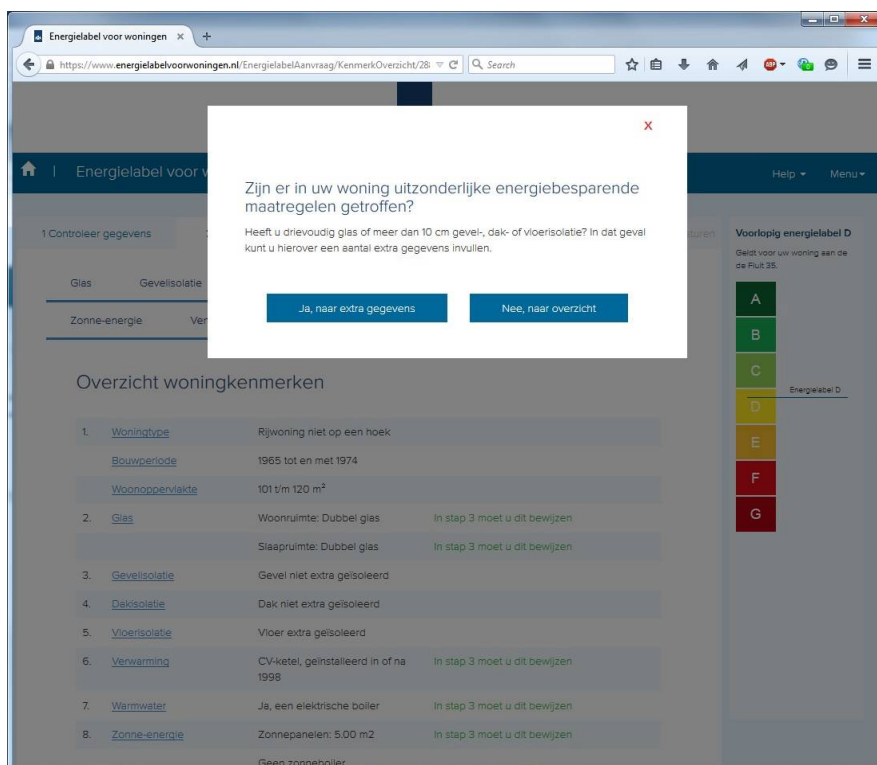 Energielabel voor woningen
https://www.energielabelvoorwoningen.nl/EnergielabelAanvraag/KenmerkOverzicht/28
Search
ABP
Energielabel voor w
Help
Menu
X
Zijn er in uw woning uitzonderlijke energiebesparende
maatregelen getroffen?
Heeft u drievoudig glas of meer dan 10 cm gevel-, dak- of vloerisolatie? In dat geval
kunt u hierover een aantal extra gegevens invullen.
Ja, naar extra gegevens
Nee, naar overzicht
1 Controleer gegevens
turen
Glas
Gevelisolatie
Zonne-energie
Ver
Voorlopig energielabel D
Geldt voor uw woning aan de
de Fluit 35.
A
B
C
D
E
F
G
Energielabel D
Overzicht woningkenmerken
1. Woningtype Rijwoning niet op een hoek
Bouwperiode 1965 tot en met 1974
Woonoppervlakte 101 t/m 120 m²
2. Glas Woonruimte: Dubbel glas In stap 3 moet u dit bewijzen
Slaapruimte: Dubbel glas In stap 3 moet u dit bewijzen
3. Gevelisolatie Gevel niet extra geïsoleerd
4. Dakisolatie Dak niet extra geïsoleerd
5. Vloerisolatie Vloer extra geïsoleerd
6. Verwarming CV-ketel, geïnstalleerd in of na In stap 3 moet u dit bewijzen
1998
7. Warmwater Ja, een elektrische boiler In stap 3 moet u dit bewijzen
8. Zonne-energie Zonnepanelen: 5.00 m2 In stap 3 moet u dit bewijzen
Geen zonneboiler